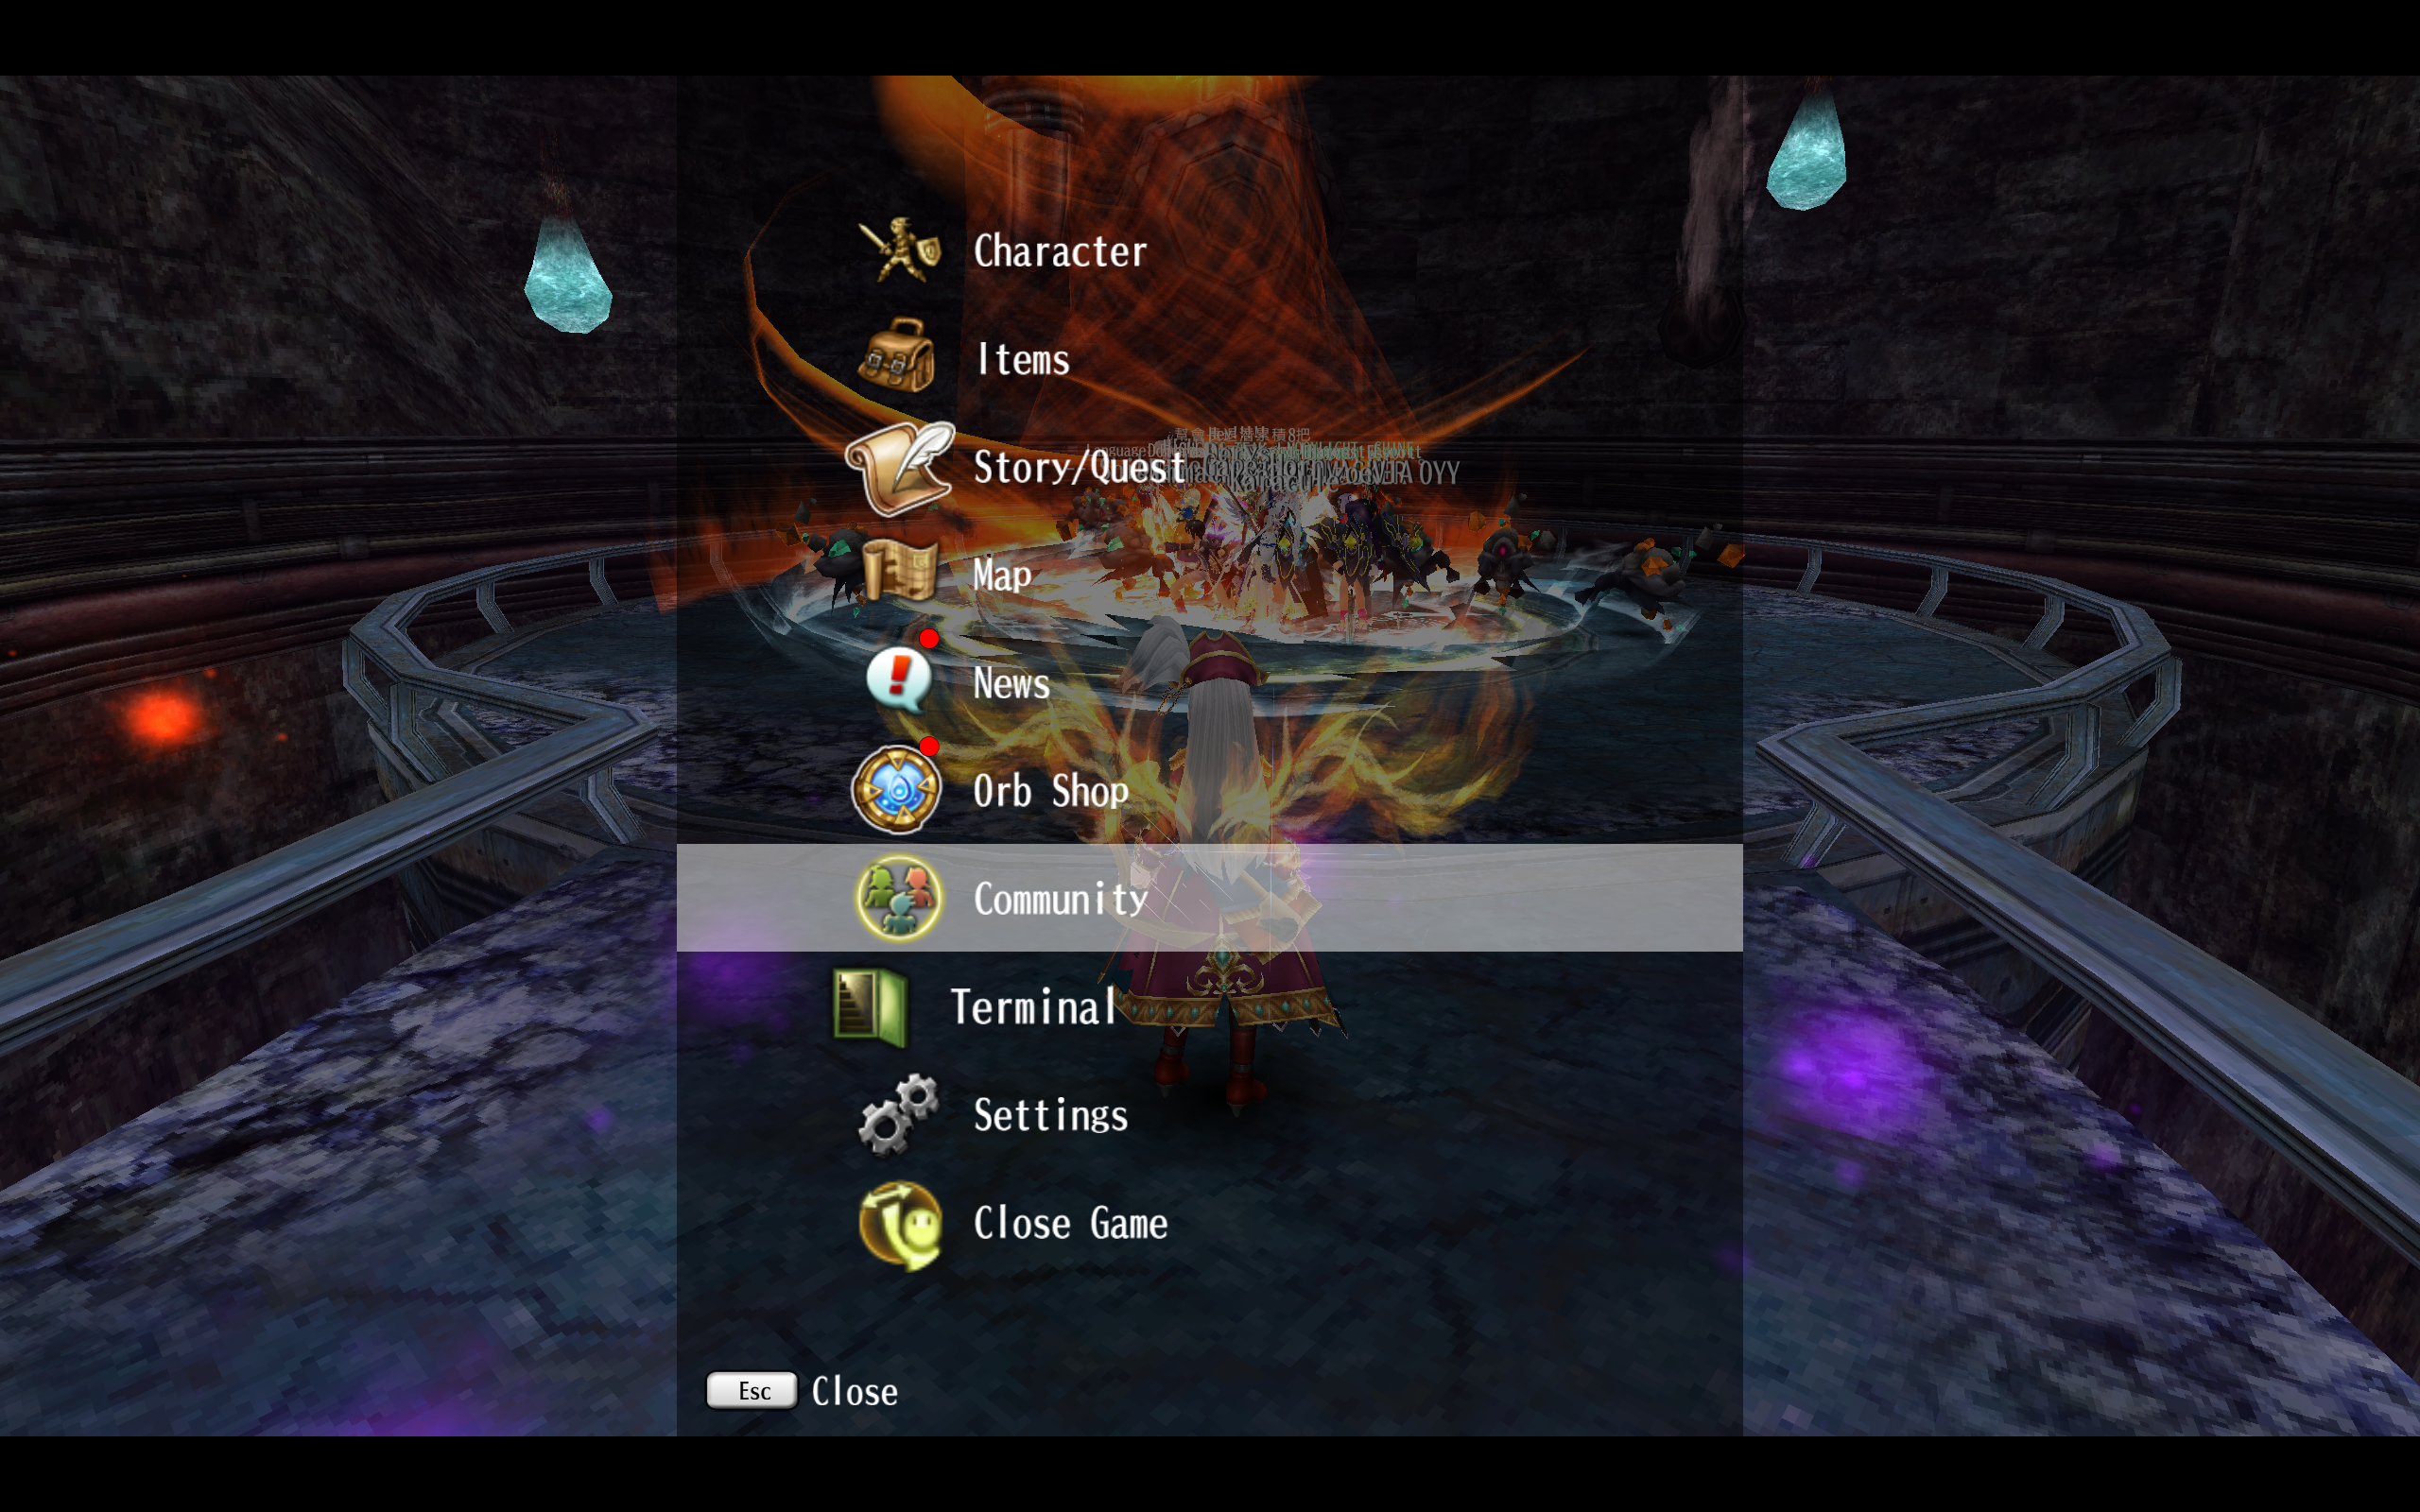 Character
Items
Story/Quest
Map
News
Orb Shop
Community
Terminal
Settings
Close Game
Esc Close